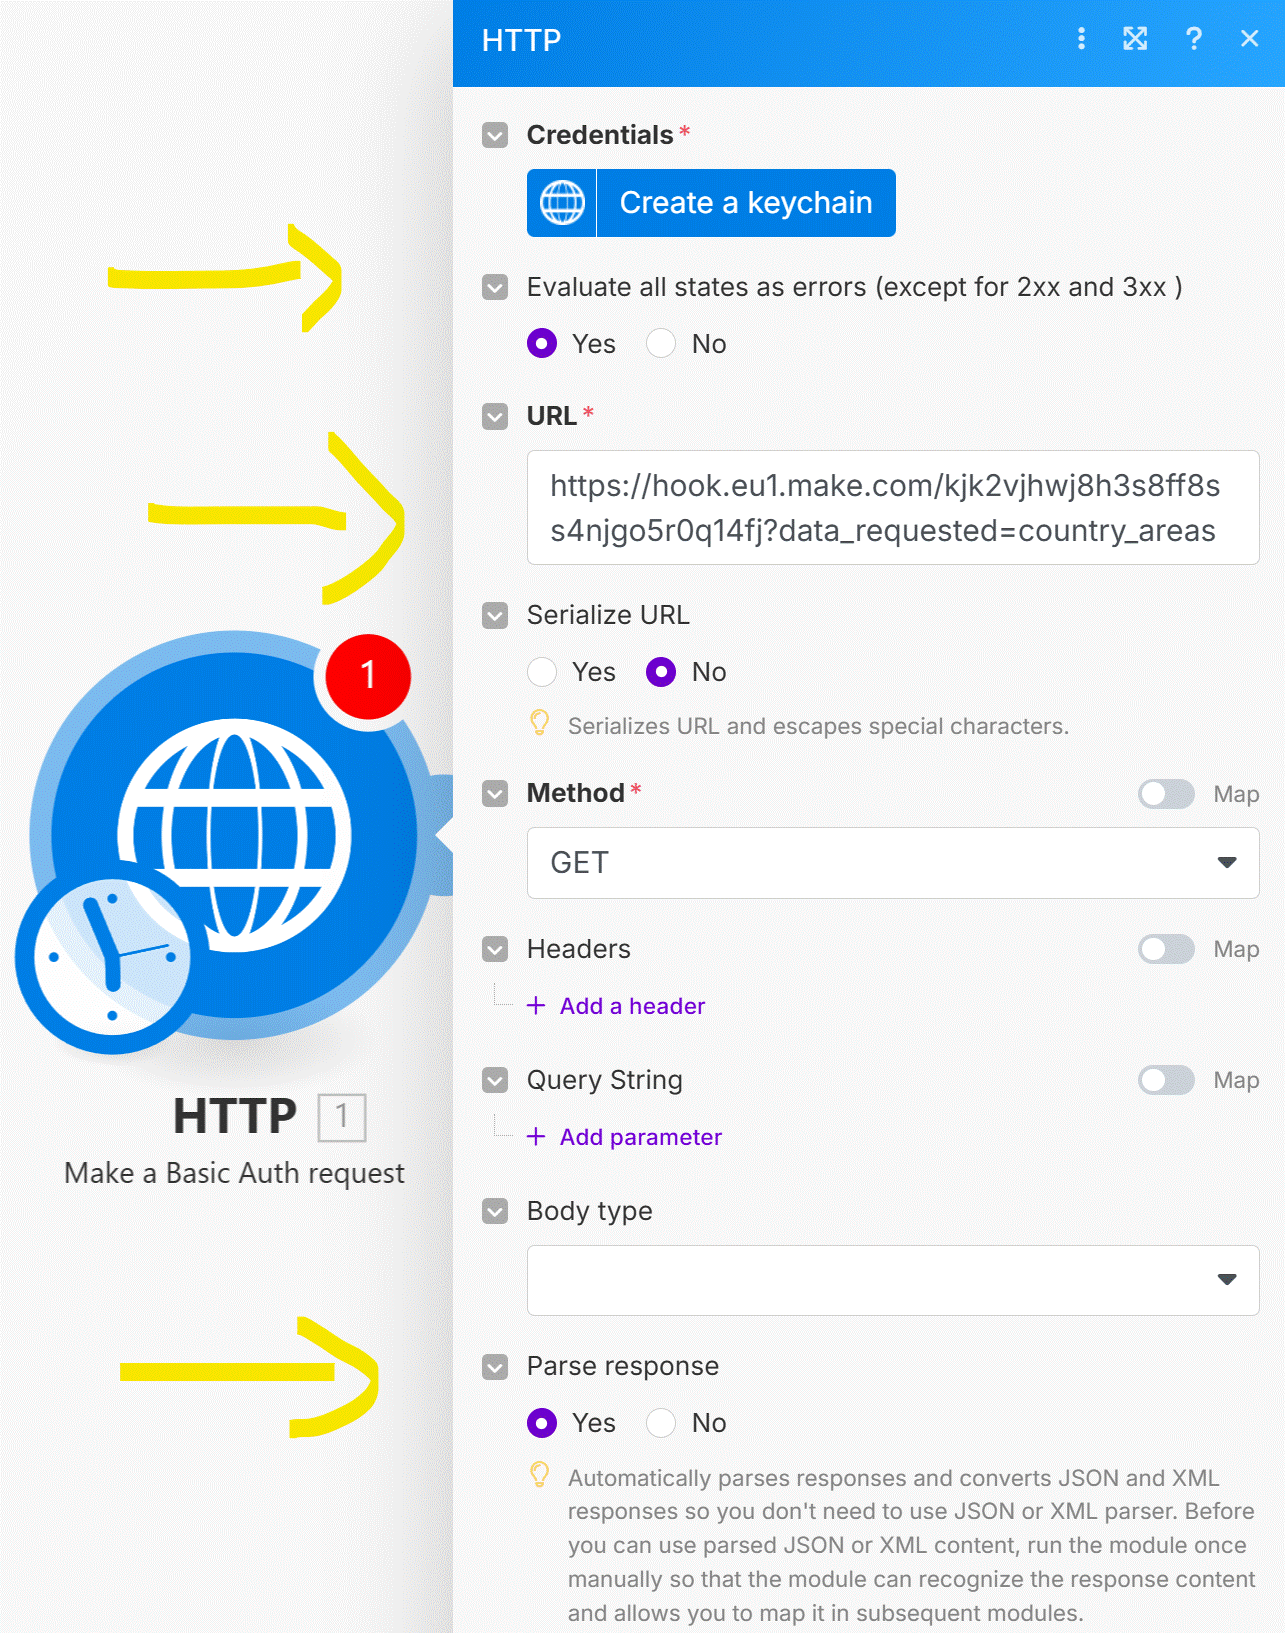 HTTP
Credentials *
Create a keychain
Evaluate all states as errors (except for 2xx and 3xx )
Yes No
URL *
https://hook.eu1.make.com/kjk2vjhwj8h3s8ff8s
s4njgo5r0q14fj?data_requested=country_areas
Serialize URL
Yes No
Serializes URL and escapes special characters.
Method * Map
GET
Headers Map
+ Add a header
Query String Map
+ Add parameter
Body type
Parse response
Yes No
Automatically parses responses and converts JSON and XML
responses so you don't need to use JSON or XML parser. Before
you can use parsed JSON or XML content, run the module once
manually so that the module can recognize the response content
and allows you to map it in subsequent modules.
1
HTTP 1
Make a Basic Auth request